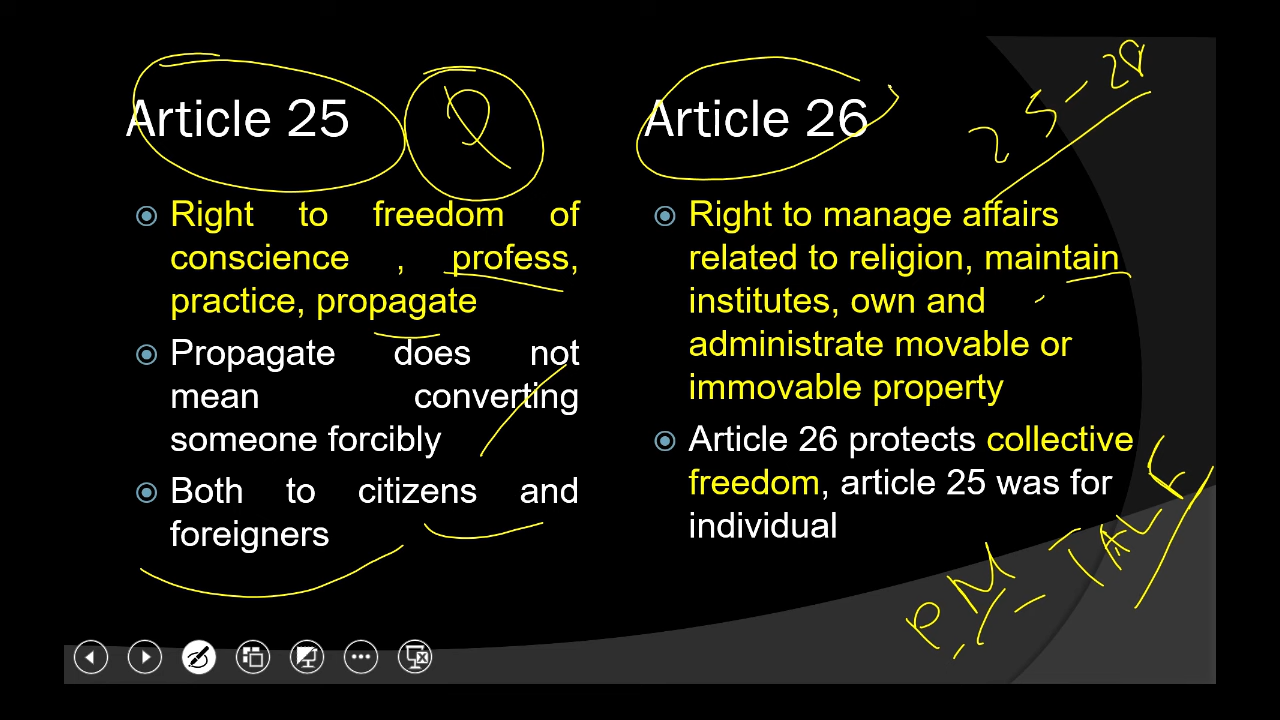 Article 25
P
Right to freedom of
conscience , profess,
practice, propagate
Propagate does not
mean converting
someone forcibly
Both to citizens and
foreigners
Article 26
25-28
Right to manage affairs
related to religion, maintain
institutes, own and
administrate movable or
immovable property
Article 26 protects collective
freedom, article 25 was for
individual